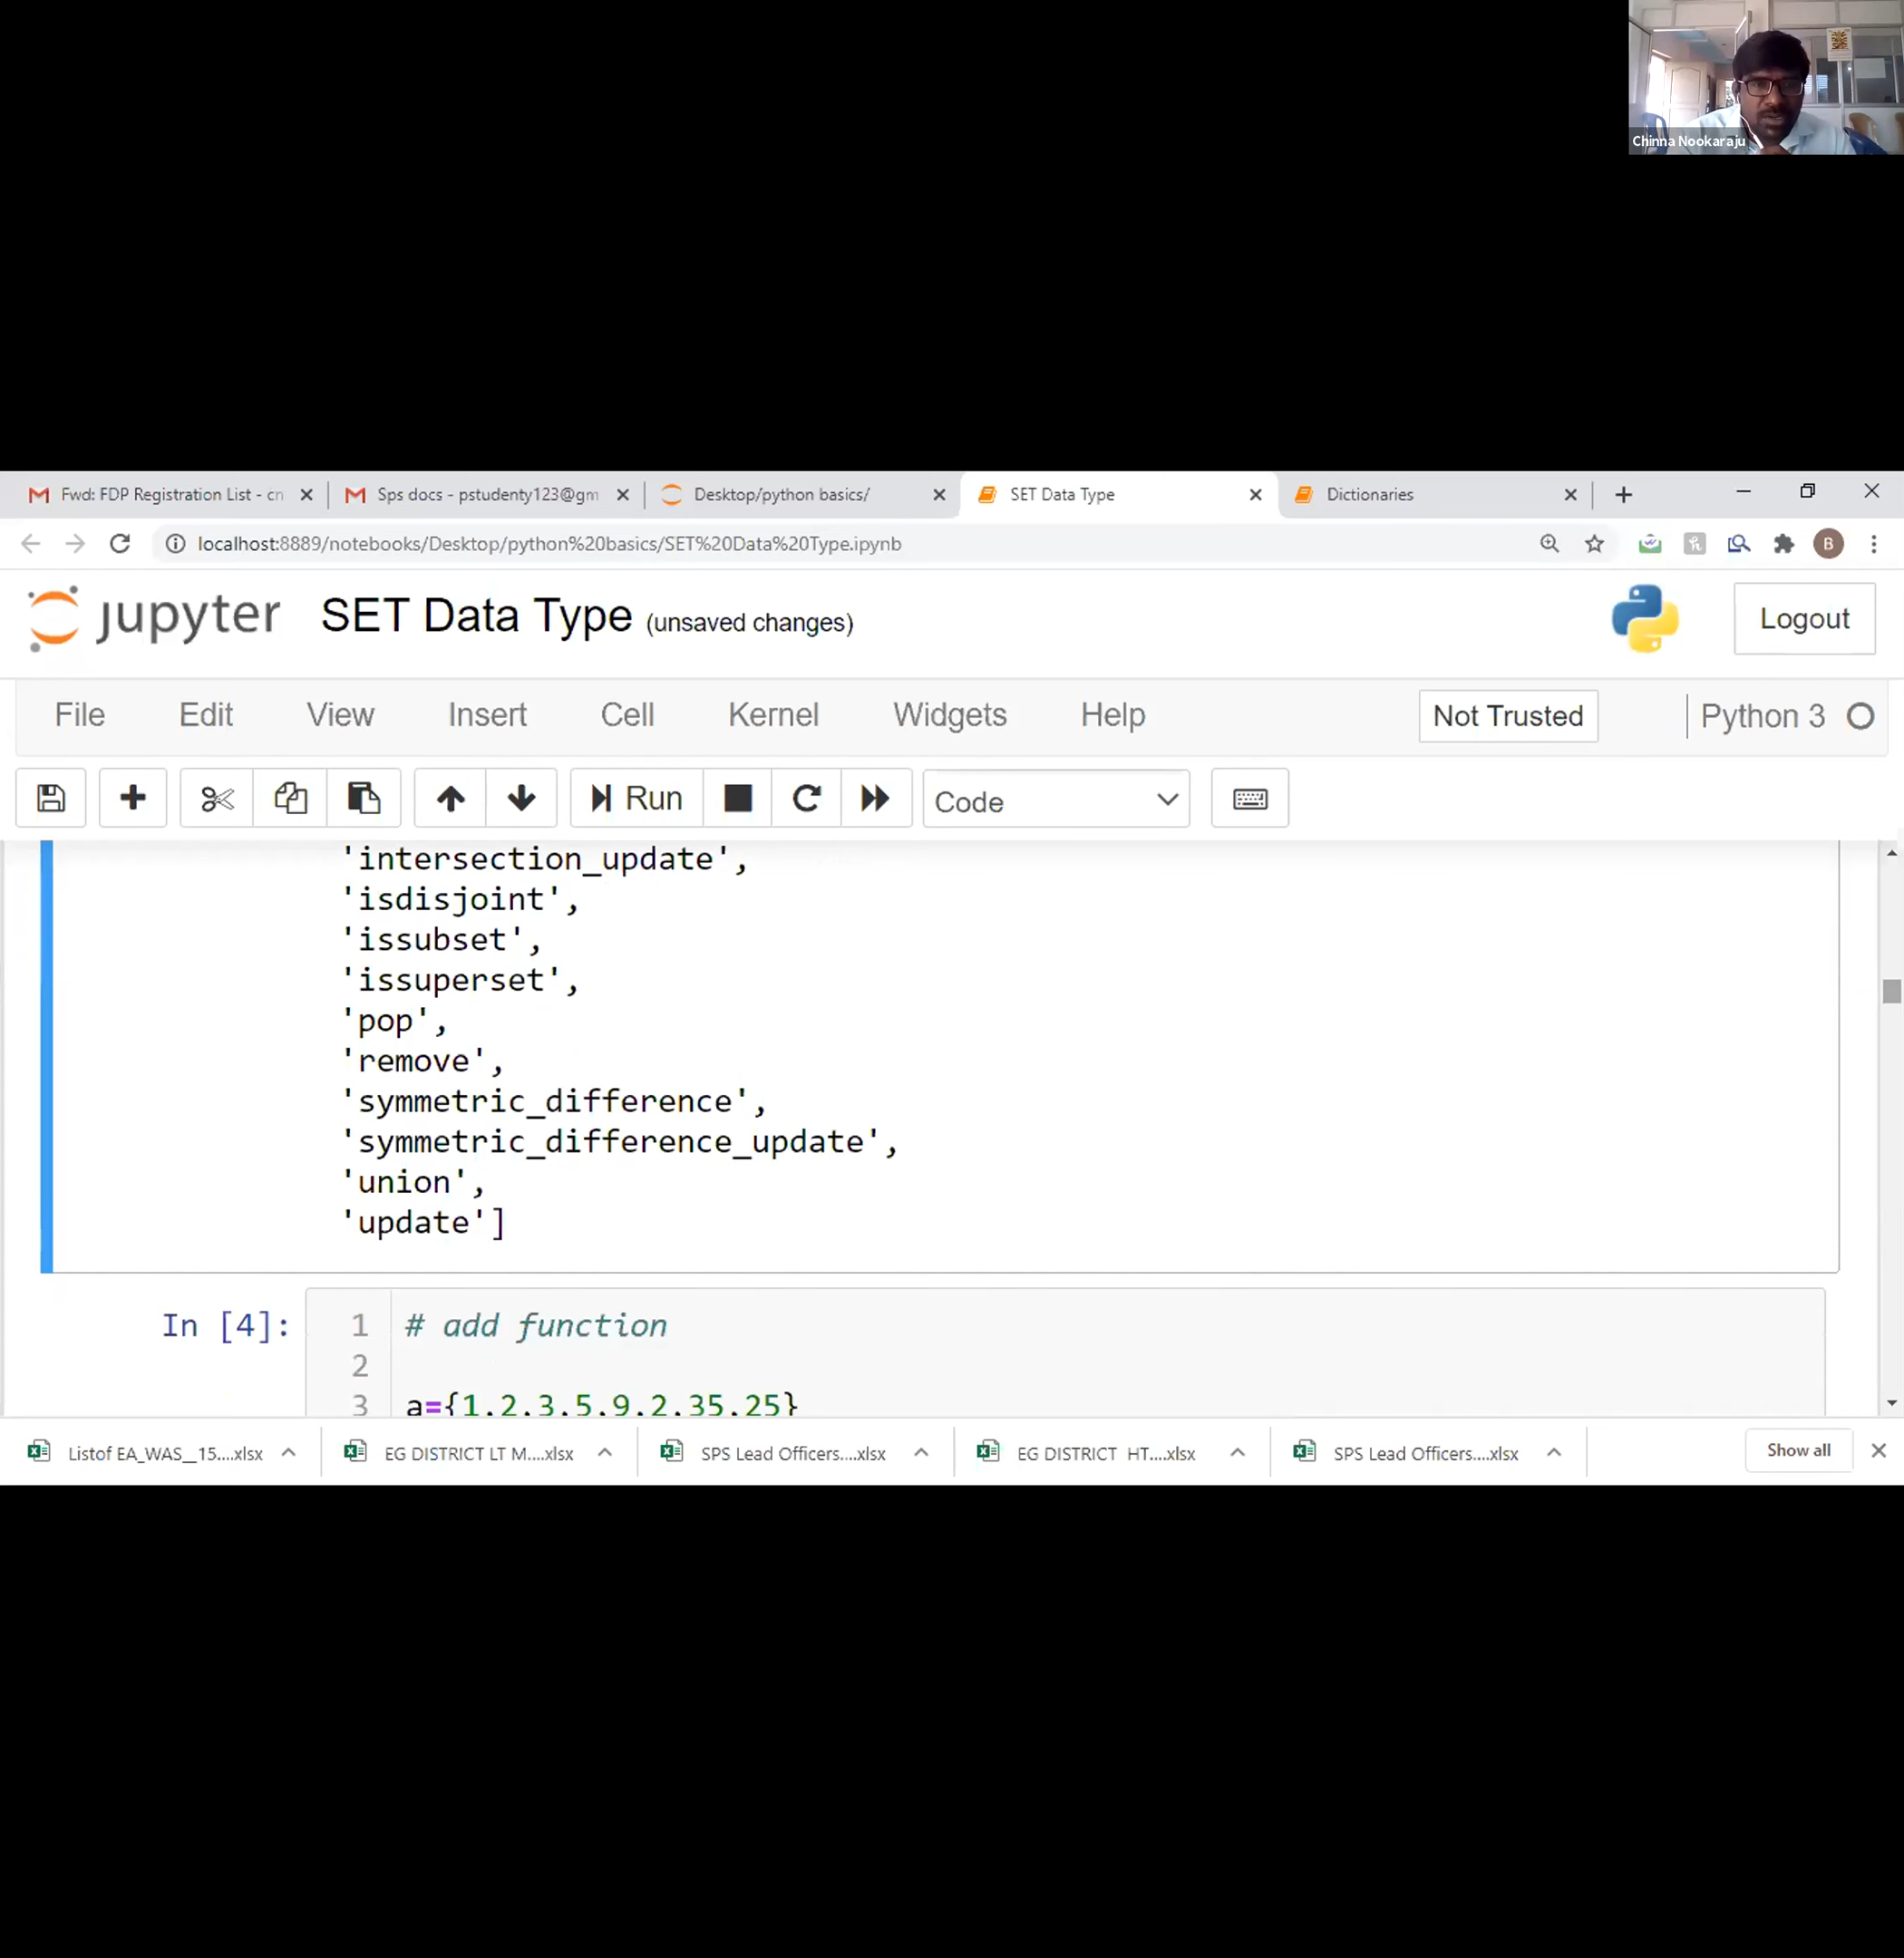 Chinna Nookaraju
Fwd: FDP Registration List - cn
Sps docs - pstudenty123@gm
Desktop/python basics/
SET Data Type
Dictionaries
localhost:8889/notebooks/Desktop/python%20basics/SET%20Data%20Type.ipynb
B
jupyter SET Data Type (unsaved changes)
Logout
File Edit View Insert Cell Kernel Widgets Help
Not Trusted
Python 3
Run
Code
'intersection_update',
'isdisjoint',
'issubset',
'issuperset',
'pop',
'remove',
'symmetric_difference',
'symmetric_difference_update',
'union',
'update']
In [4]:
1 # add function
2
3 a={1,2,3,5,9,2,35,25}
Listof EA_WAS__15....xlsx
EG DISTRICT LT M....xlsx
SPS Lead Officers....xlsx
EG DISTRICT HT....xlsx
SPS Lead Officers....xlsx
Show all